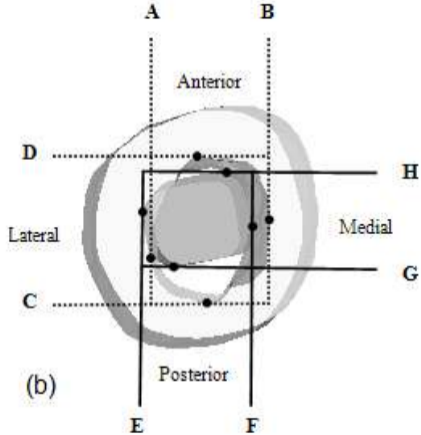 A B
Anterior
D
H
Lateral Medial
G
C
(b)
Posterior
E F